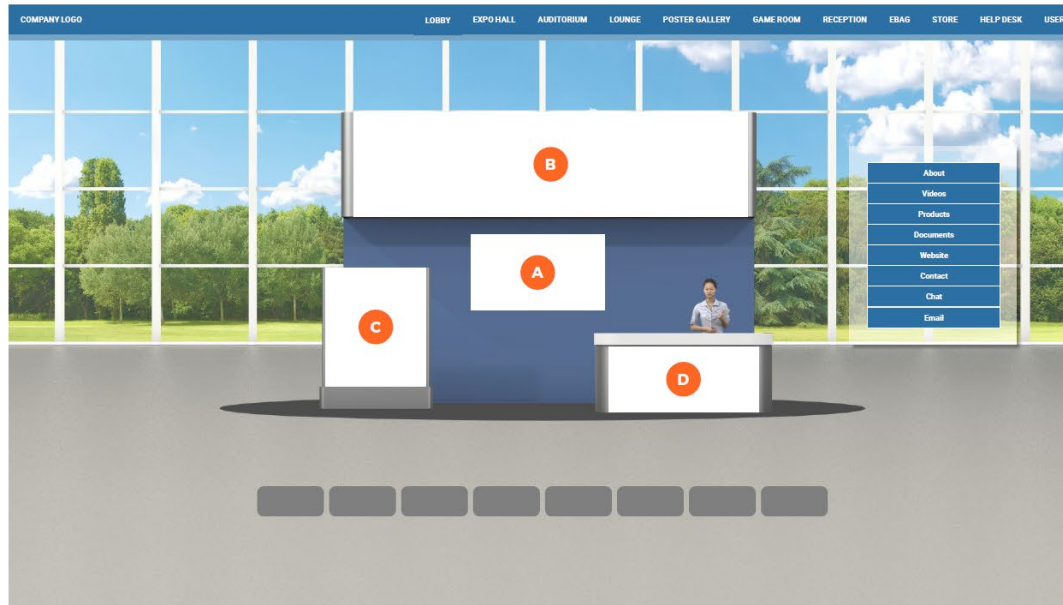 COMPANY LOGO LOBBY EXPO HALL AUDITORIUM LOUNGE POSTER GALLERY GAME ROOM RECEPTION EBAG STORE HELP DESK USER
B
About
Videos
Products
Documents
Website
Contact
Chat
Email
A
C
D